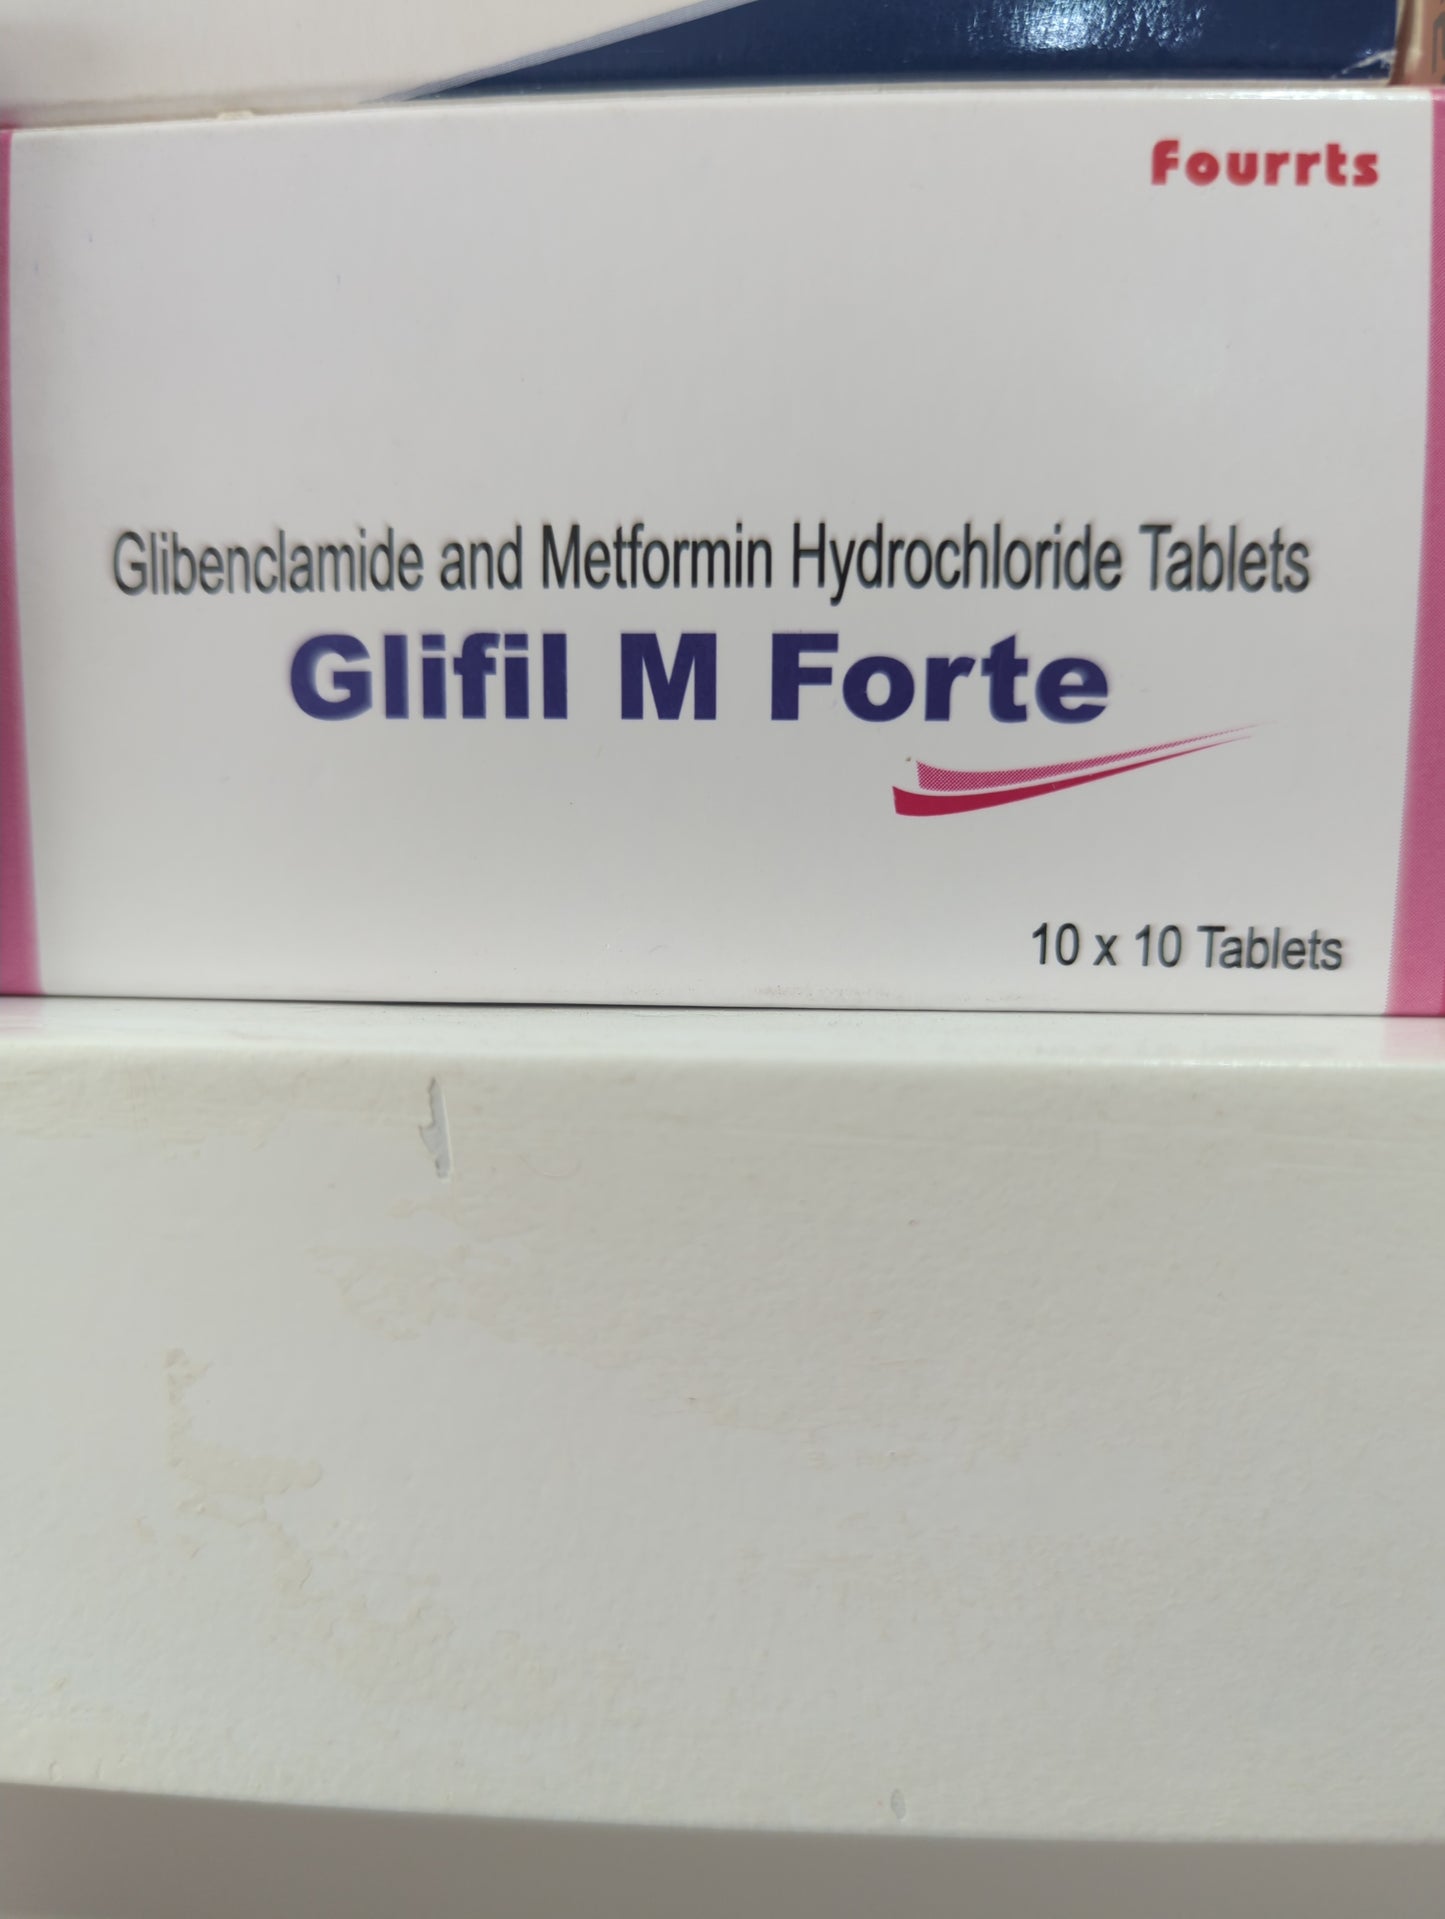 Fourrts
Glibenclamide and Metformin Hydrochloride Tablets
Glifil M Forte
10 x 10 Tablets